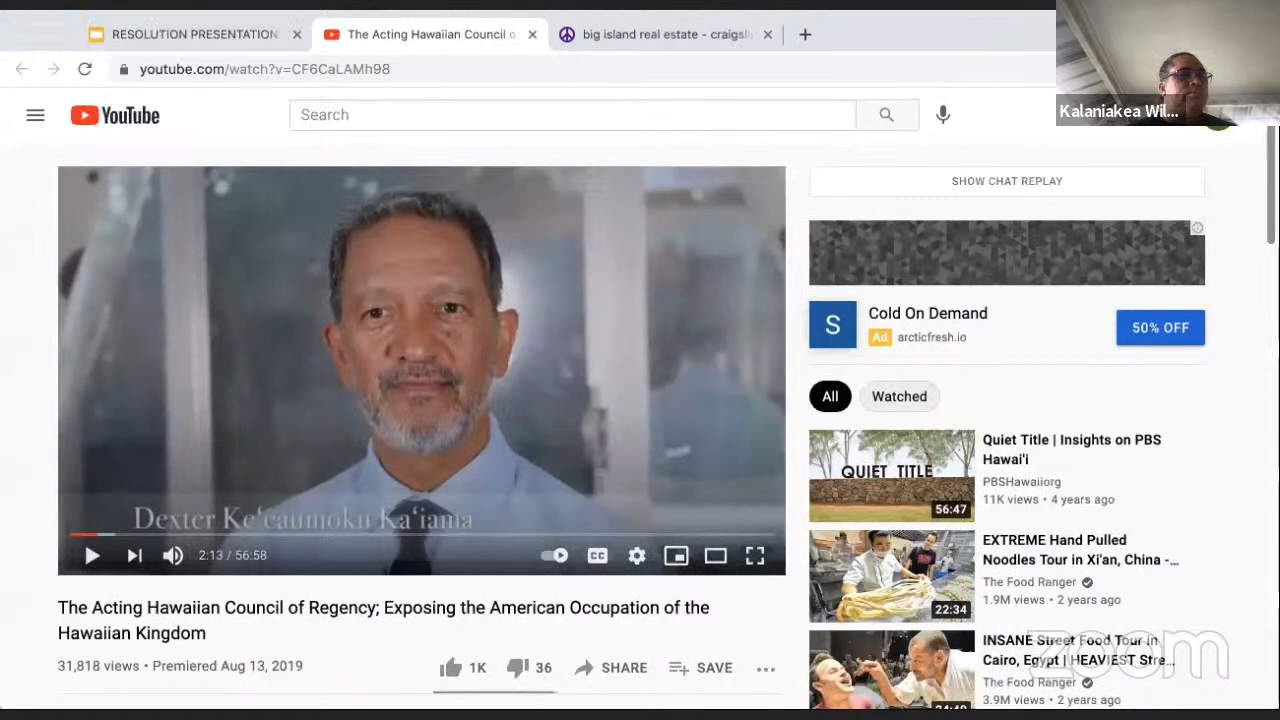 RESOLUTION PRESENTATION
The Acting Hawaiian Council o
big island real estate - craigsli
youtube.com/watch?v=CF6CaLAMh98
Kalaniakea Wil...
YouTube
Search
SHOW CHAT REPLAY
Dexter Keʻeaumoku Kaʻiama
2:13 / 56:58
CC
The Acting Hawaiian Council of Regency; Exposing the American Occupation of the
Hawaiian Kingdom
31,818 views • Premiered Aug 13, 2019
1K
36
SHARE
SAVE
S
Cold On Demand
Ad arcticfresh.io
50% OFF
All
Watched
QUIET TITLE
56:47
Quiet Title | Insights on PBS
Hawai'i
PBSHawaiiorg
11K views • 4 years ago
22:34
EXTREME Hand Pulled
Noodles Tour in Xi'an, China -...
The Food Ranger
1.9M views • 2 years ago
INSANE Street Food Tour in
Cairo, Egypt | HEAVIEST Stre...
The Food Ranger
3.9M views • 2 years ago
zoom